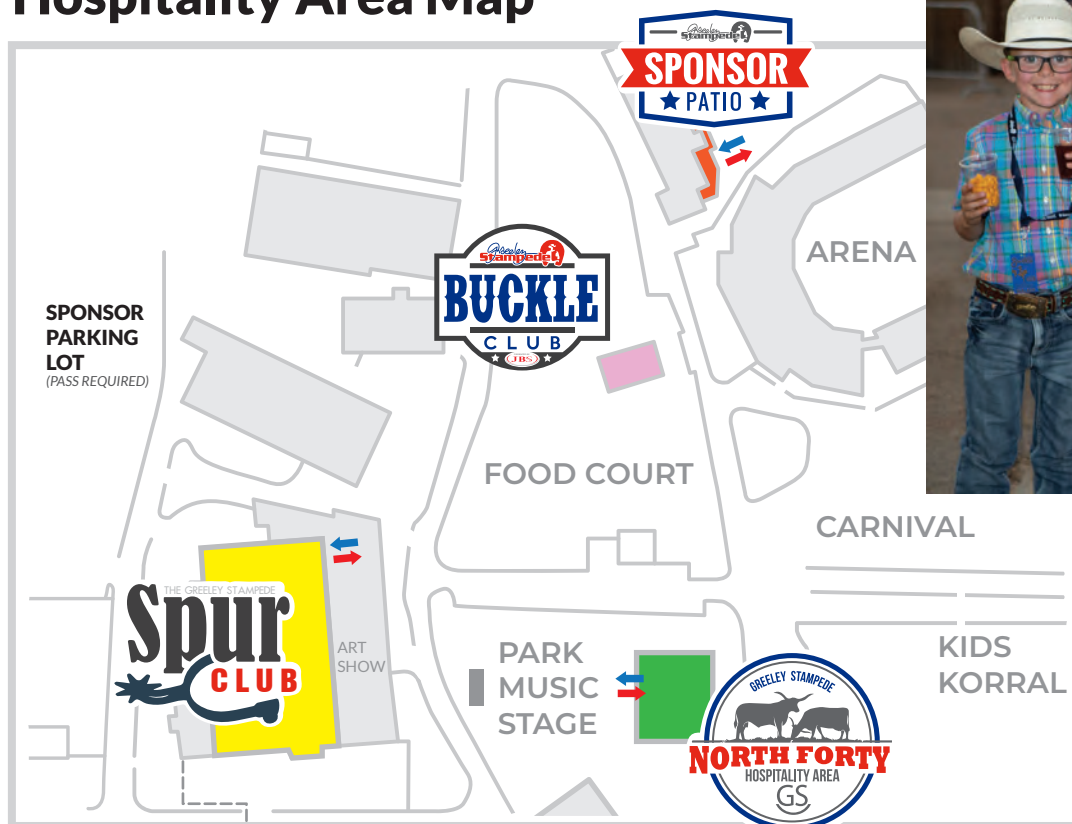 Hospitality Area Map
Greeley
Stampede
SPONSOR
PATIO
ARENA
Greeley
Stampede
BUCKLE
CLUB
JBS
SPONSOR
PARKING
LOT
(PASS REQUIRED)
FOOD COURT
CARNIVAL
THE GREELEY STAMPEDE
Spur
CLUB
ART
SHOW
PARK
MUSIC
STAGE
KIDS
KORRAL
GREELEY STAMPEDE
NORTH FORTY
HOSPITALITY AREA
GS